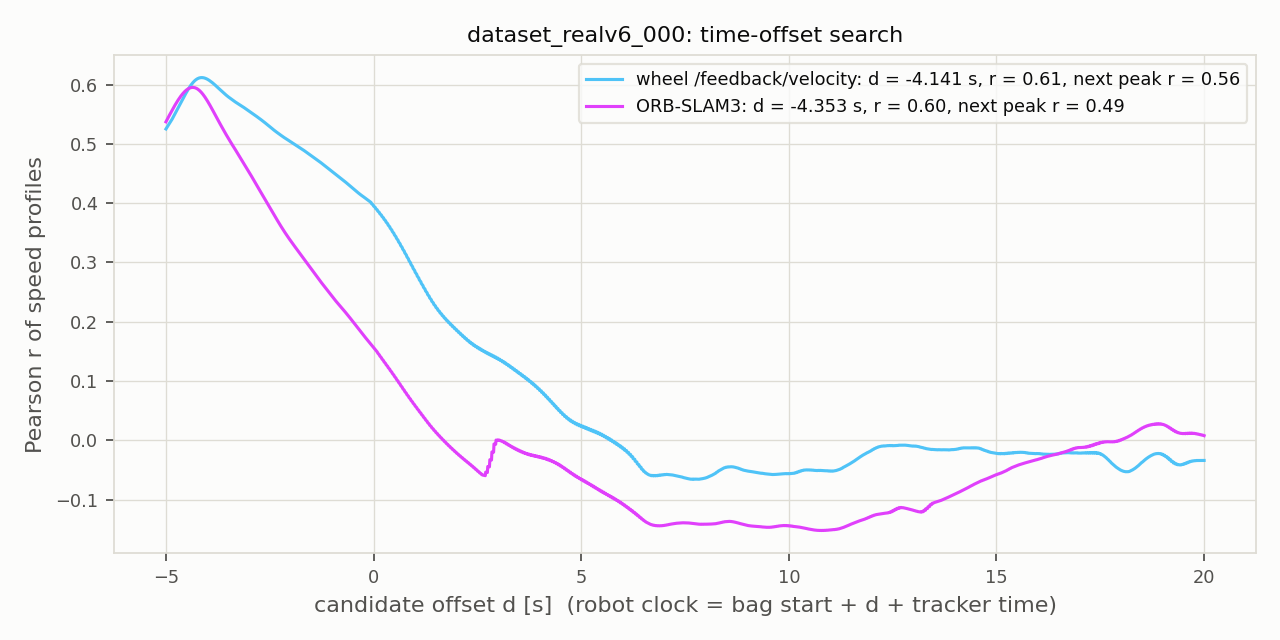 dataset_realv6_000: time-offset search
wheel /feedback/velocity: d = -4.141 s, r = 0.61, next peak r = 0.56
ORB-SLAM3: d = -4.353 s, r = 0.60, next peak r = 0.49
Pearson r of speed profiles
0.6
0.5
0.4
0.3
0.2
0.1
0.0
−0.1
−5
0
5
10
15
20
candidate offset d [s]  (robot clock = bag start + d + tracker time)